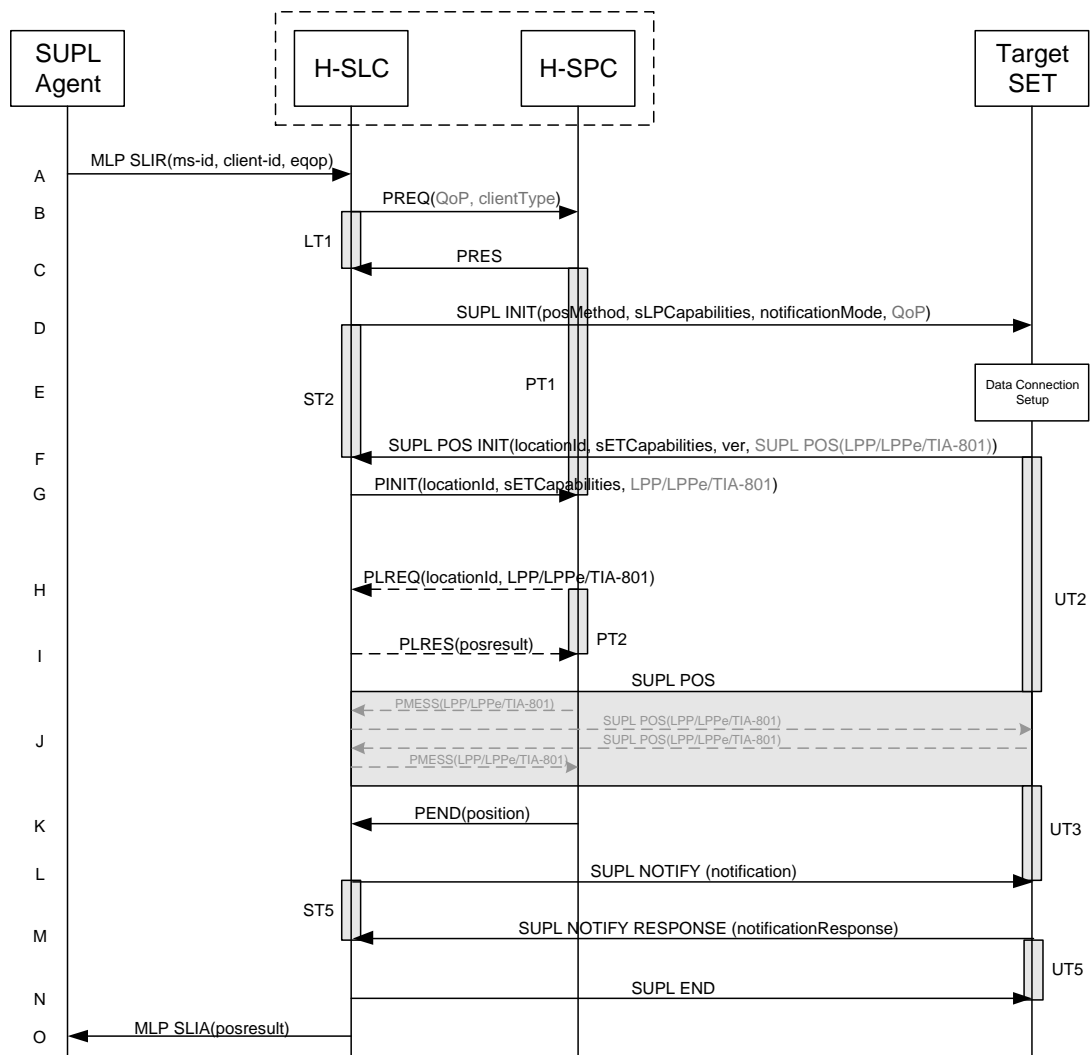 SUPL
Agent
H-SLC
H-SPC
Target
SET
MLP SLIR(ms-id, client-id, eqop)
A
PREQ(QoP, clientType)
B
LT1
PRES
C
SUPL INIT(posMethod, sLPCapabilities, notificationMode, QoP)
D
Data Connection
Setup
E
ST2
PT1
SUPL POS INIT(locationId, sETCapabilities, ver, SUPL POS(LPP/LPPe/TIA-801))
F
PINIT(locationId, sETCapabilities, LPP/LPPe/TIA-801)
G
PLREQ(locationId, LPP/LPPe/TIA-801)
H
UT2
PLRES(posresult)
PT2
I
SUPL POS
PMESS(LPP/LPPe/TIA-801)
SUPL POS(LPP/LPPe/TIA-801)
J
SUPL POS(LPP/LPPe/TIA-801)
PMESS(LPP/LPPe/TIA-801)
PEND(position)
K
UT3
L
SUPL NOTIFY (notification)
ST5
SUPL NOTIFY RESPONSE (notificationResponse)
M
UT5
SUPL END
N
MLP SLIA(posresult)
O